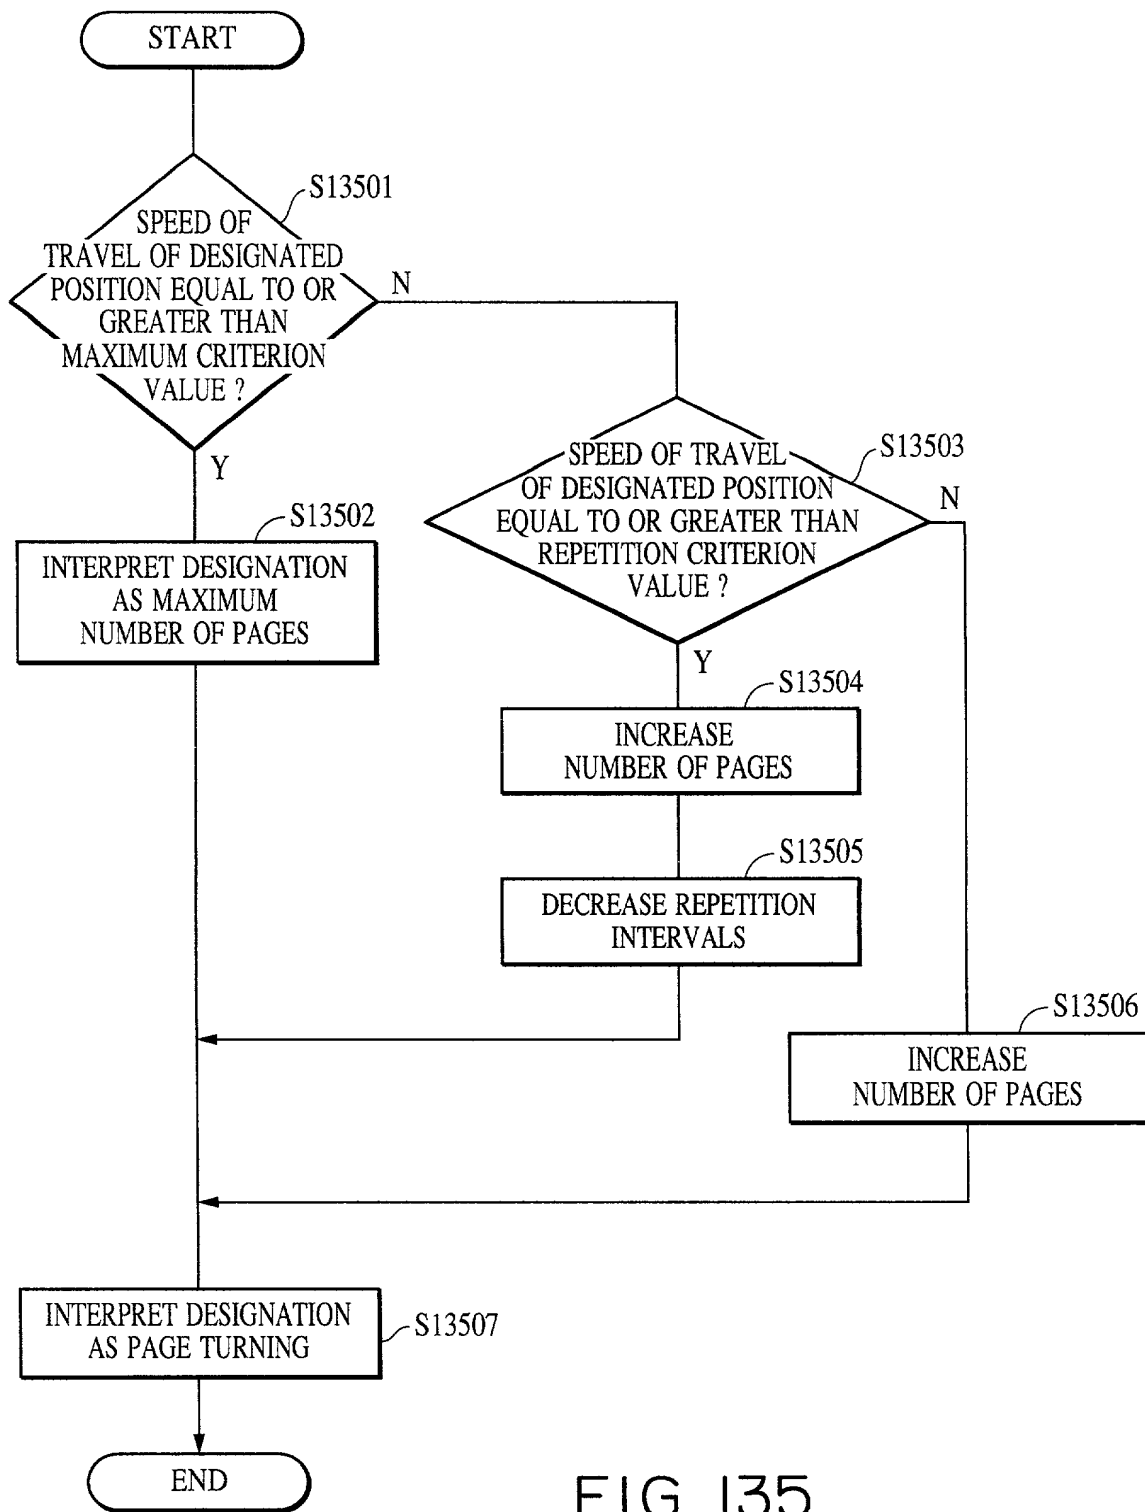 START
S13501
SPEED OF
TRAVEL OF DESIGNATED
POSITION EQUAL TO OR
GREATER THAN
MAXIMUM CRITERION
VALUE ?
N
Y
S13502
INTERPRET DESIGNATION
AS MAXIMUM
NUMBER OF PAGES
S13503
SPEED OF TRAVEL
OF DESIGNATED POSITION
EQUAL TO OR GREATER THAN
REPETITION CRITERION
VALUE ?
N
Y
S13504
INCREASE
NUMBER OF PAGES
S13505
DECREASE REPETITION
INTERVALS
S13506
INCREASE
NUMBER OF PAGES
INTERPRET DESIGNATION
AS PAGE TURNING
S13507
END
FIG 135